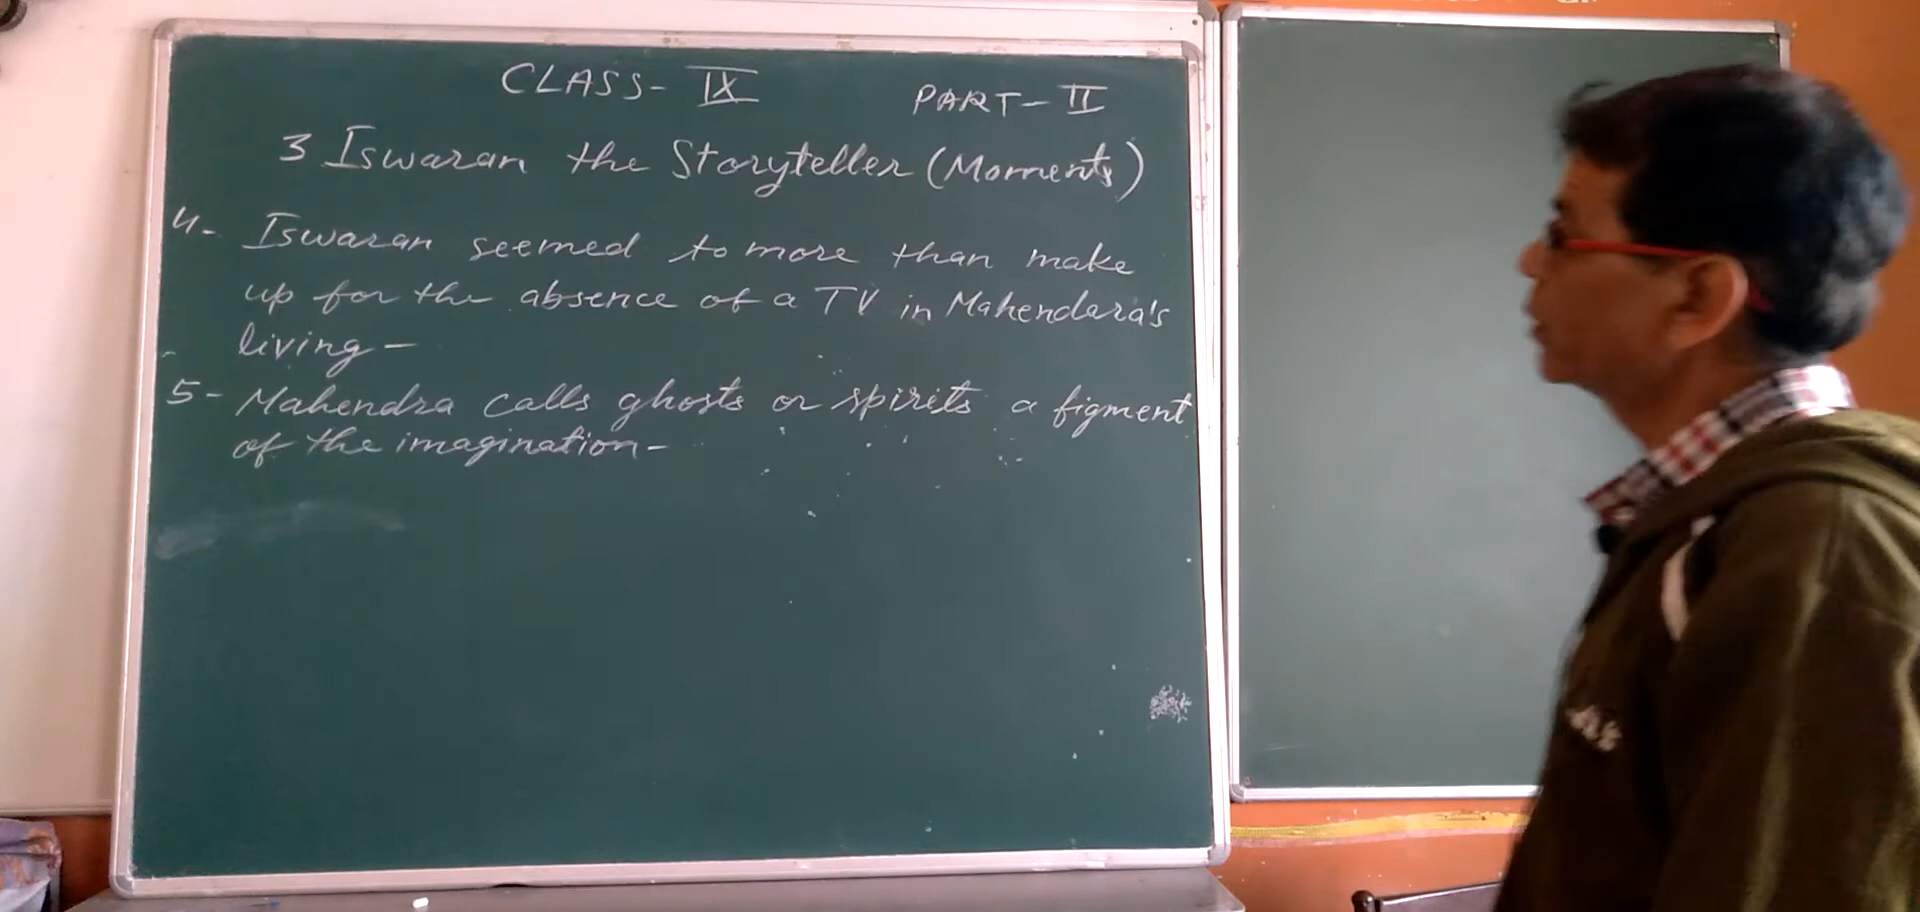 CLASS- IX PART- II
3 Iswaran the Storyteller (Moments)
4- Iswaran seemed to more than make
up for the absence of a TV in Mahendara's
living-
5- Mahendra calls ghosts or spirits a figment
of the imagination-